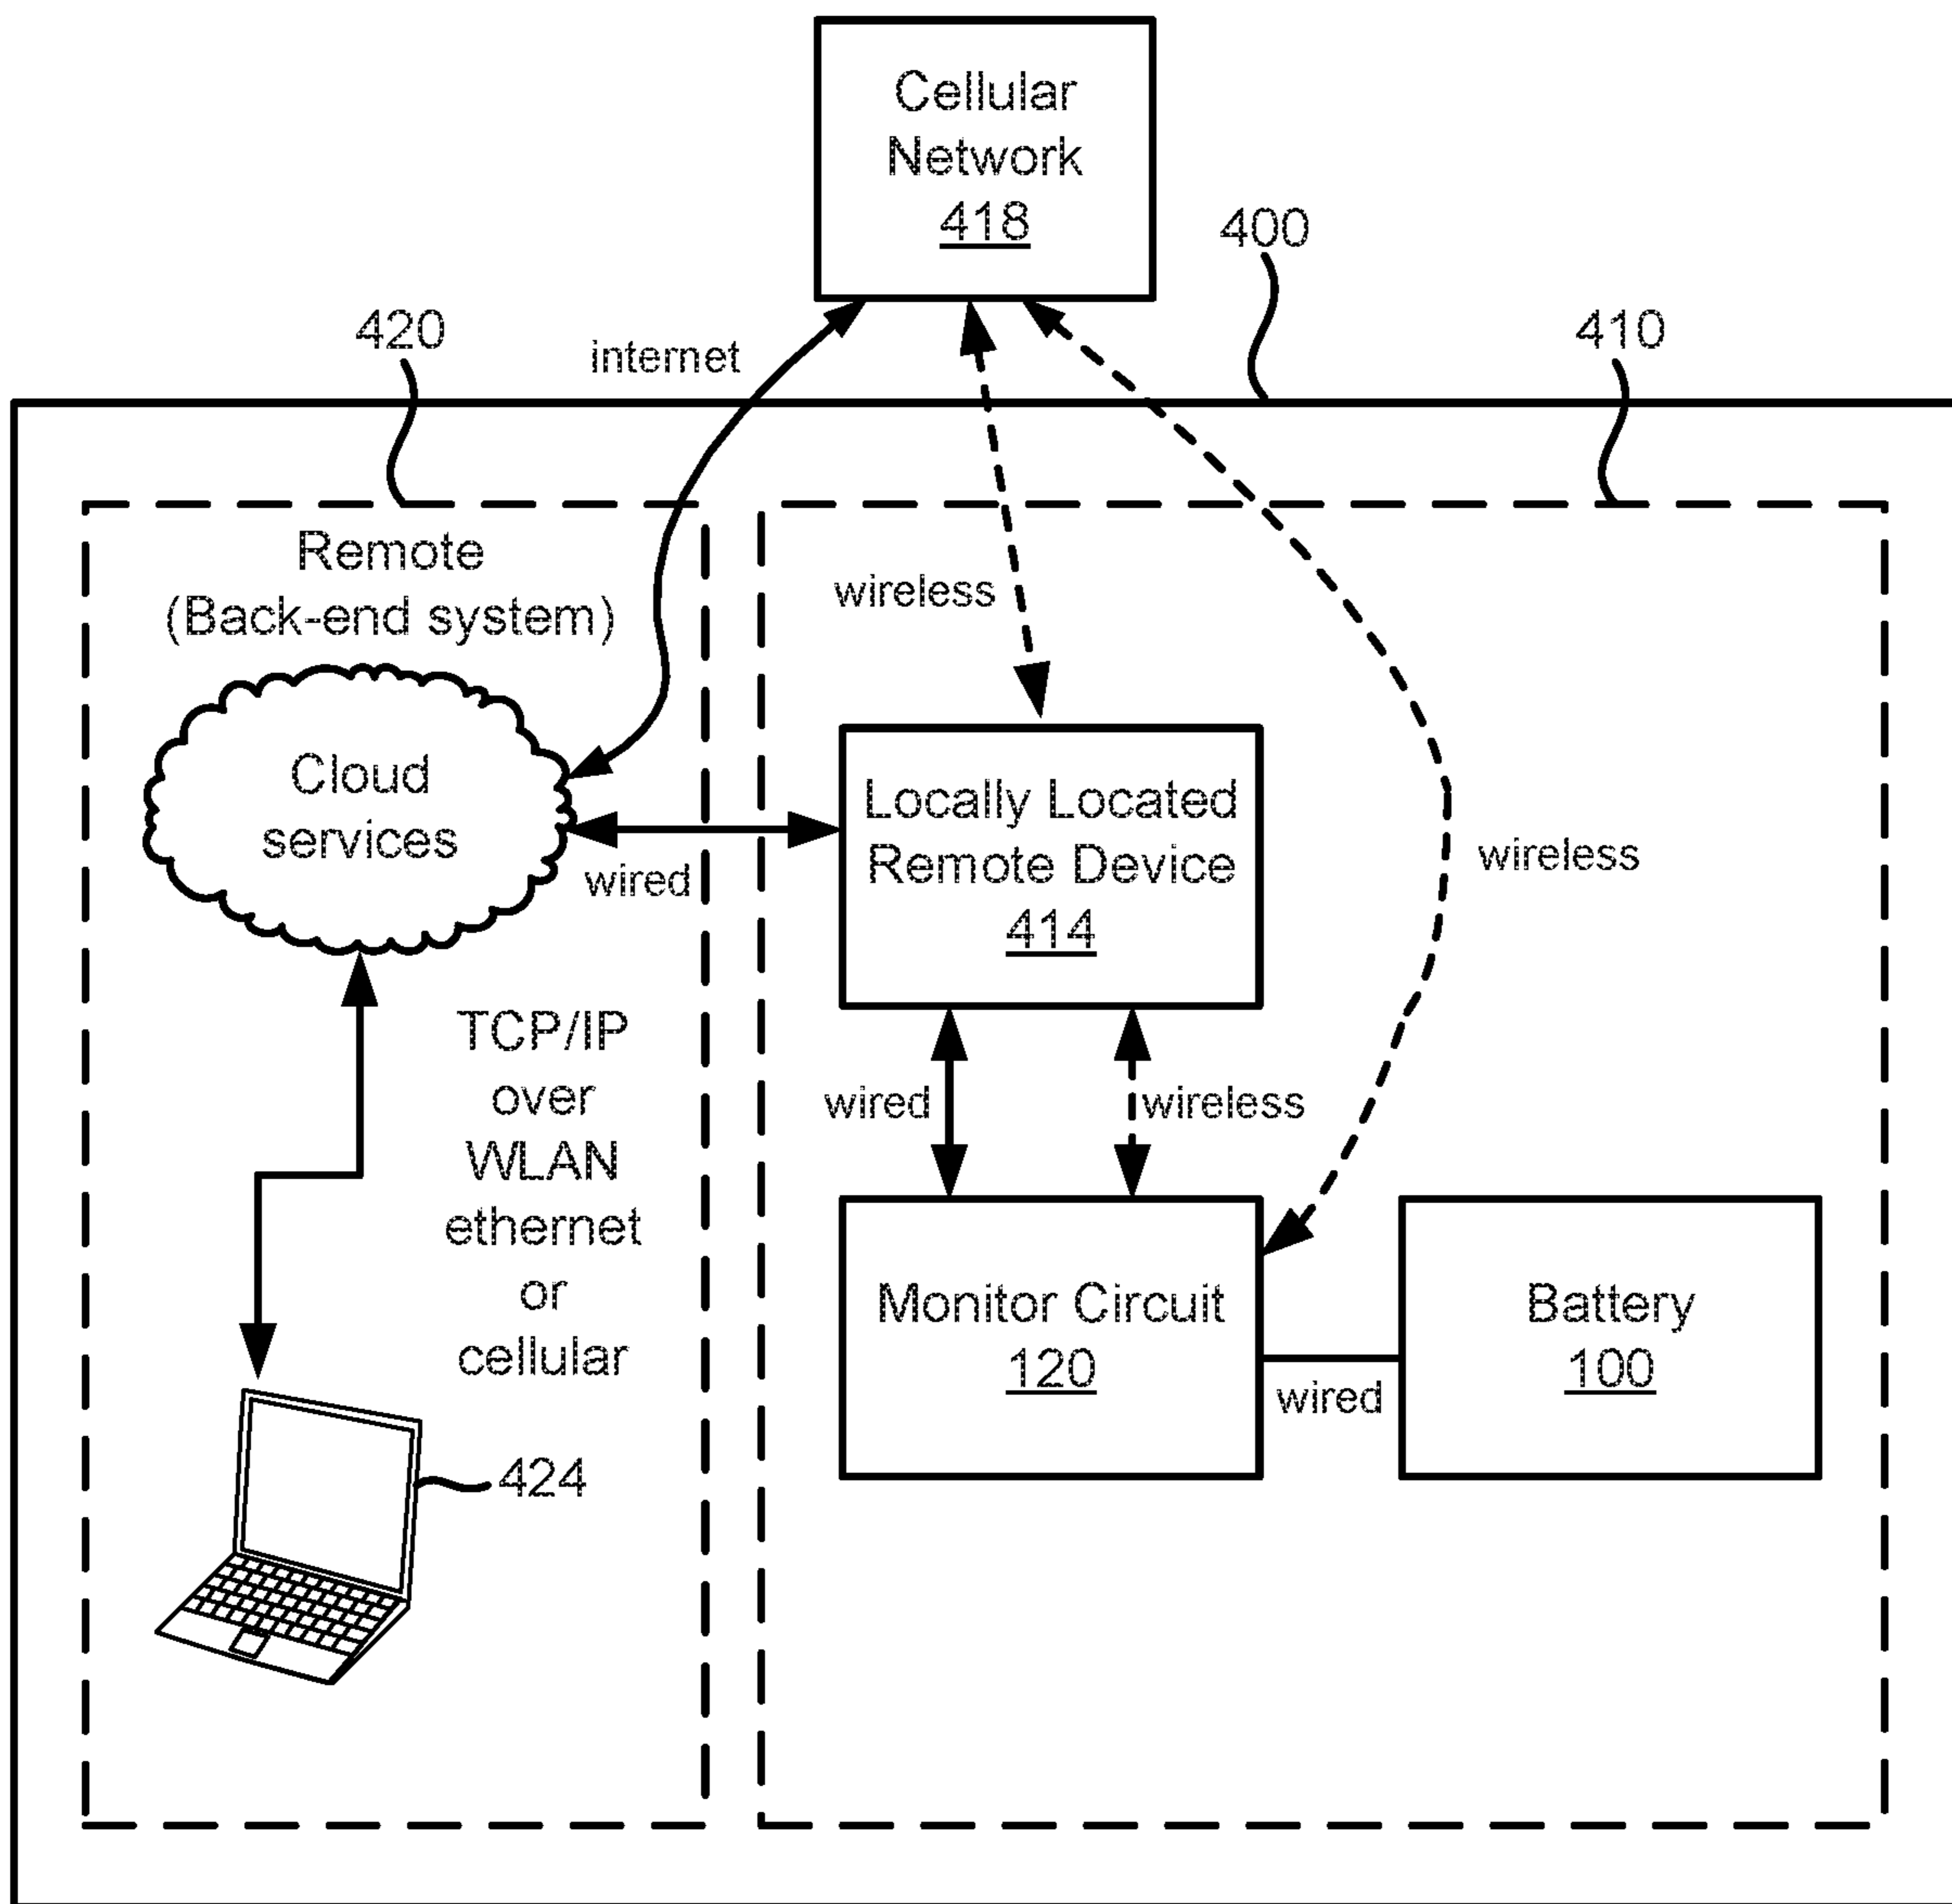 Cellular
Network
418
400
420
internet
410
Remote
(Back-end system)
wireless
Cloud
services
wired
Locally Located
Remote Device
414
wireless
TCP/IP
over
WLAN
ethernet
or
cellular
wired
wireless
Monitor Circuit
120
wired
Battery
100
424